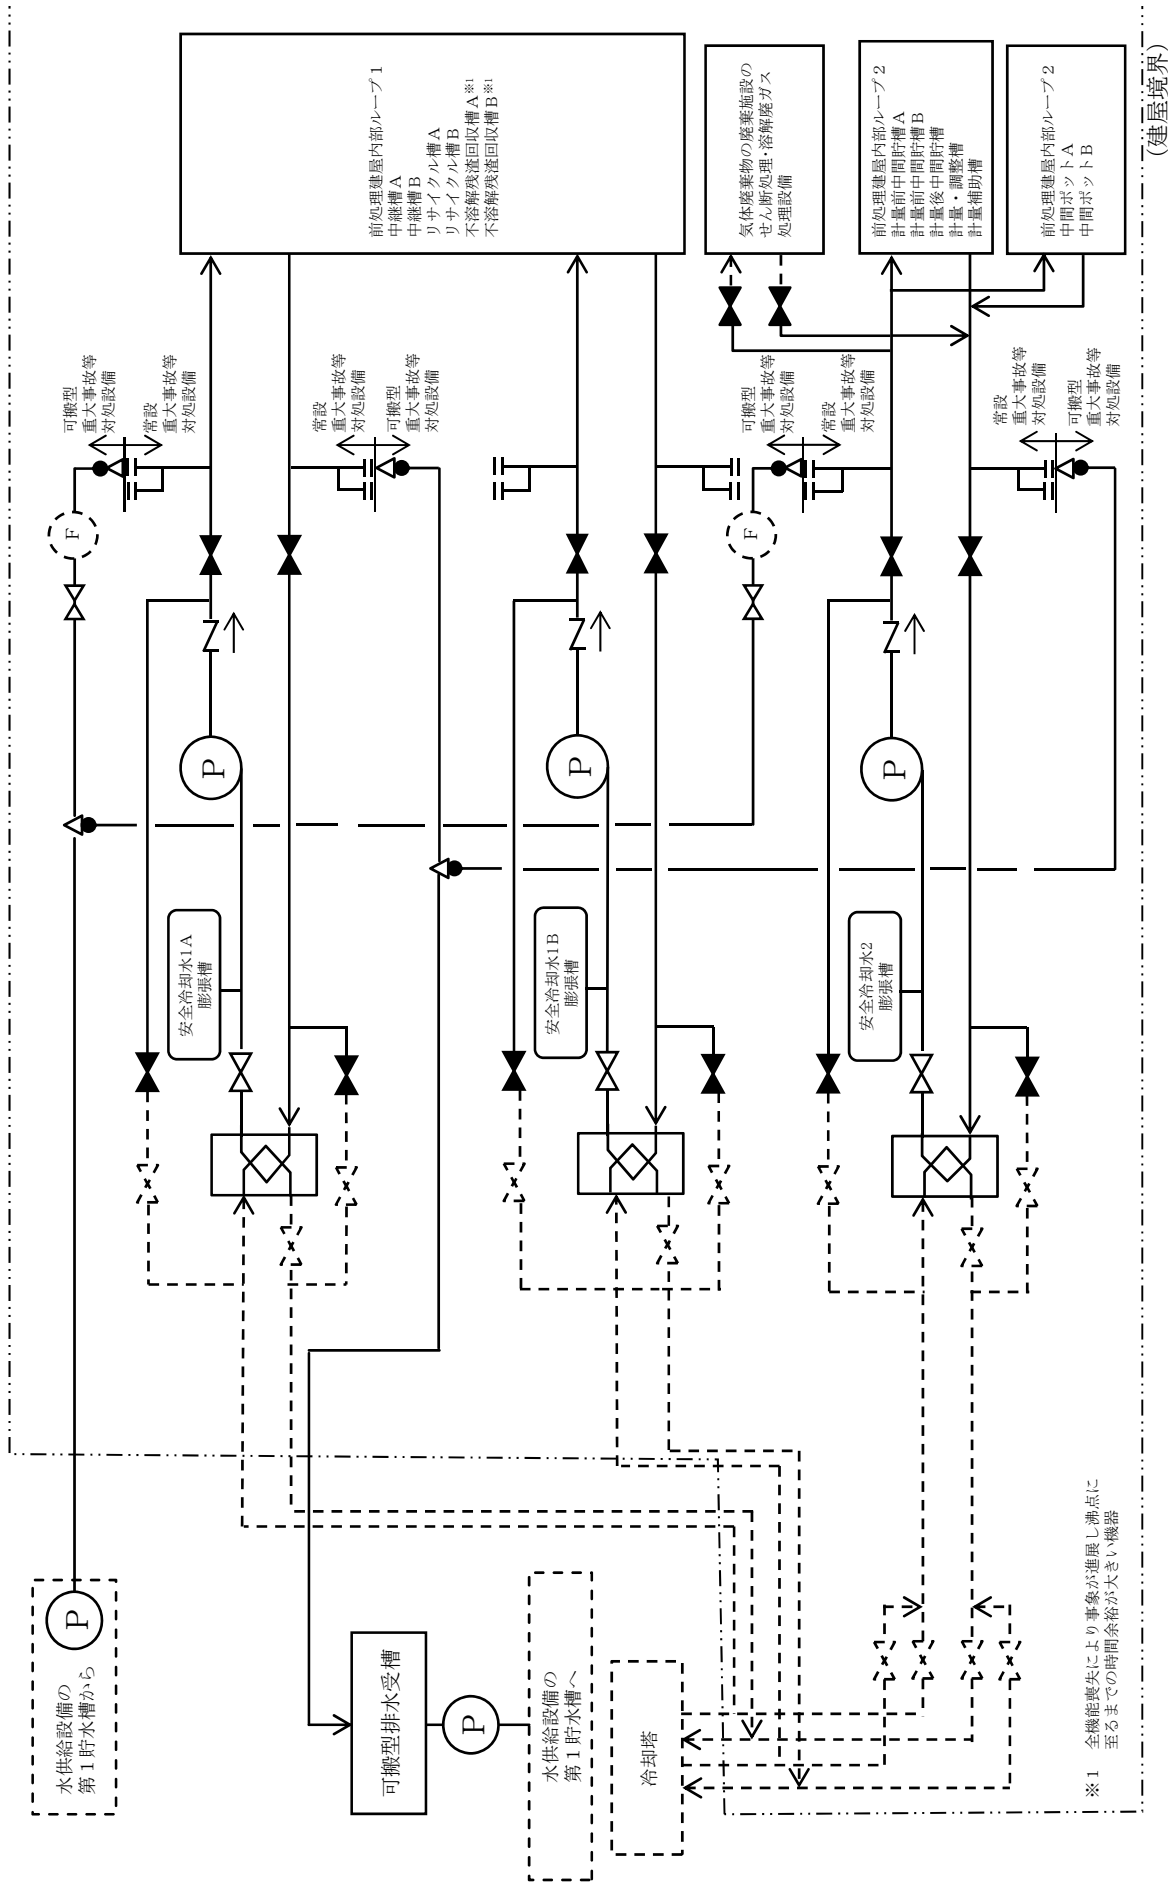 (建屋境界)
前処理建屋内部ループ1
中継槽A
中継槽B
リサイクル槽A
リサイクル槽B
不溶解残渣回収槽A※1
不溶解残渣回収槽B※1
気体廃棄物の廃棄施設の
せん断処理・溶解廃ガス
処理設備
前処理建屋内部ループ2
計量前中間貯槽A
計量前中間貯槽B
計量後中間貯槽
計量・調整槽
計量補助槽
前処理建屋内部ループ2
中間ポットA
中間ポットB
可搬型
重大事故等
対処設備
常設
重大事故等
対処設備
常設
重大事故等
対処設備
可搬型
重大事故等
対処設備
可搬型
重大事故等
対処設備
常設
重大事故等
対処設備
常設
重大事故等
対処設備
可搬型
重大事故等
対処設備
F
F
P
P
P
安全冷却水1A
膨張槽
安全冷却水1B
膨張槽
安全冷却水2
膨張槽
P
水供給設備の
第1貯水槽から
可搬型排水受槽
P
水供給設備の
第1貯水槽へ
冷却塔
※1 全機能喪失により事象が進展し沸点に
至るまでの時間余裕が大きい機器